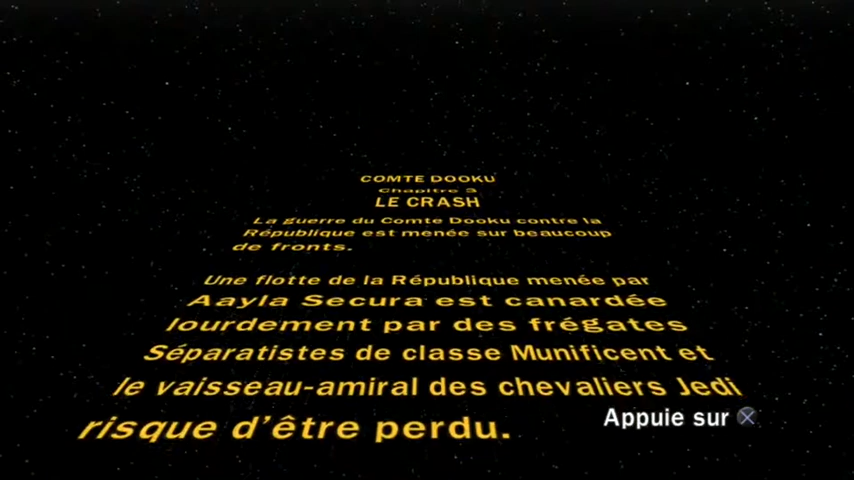 COMTE DOOKU
Chapitre 3
LE CRASH
La guerre du Comte Dooku contre la
République est menée sur beaucoup
de fronts.
Une flotte de la République menée par
Aayla Secura est canardée
lourdement par des frégates
Séparatistes de classe Munificent et
le vaisseau-amiral des chevaliers Jedi
risque d'être perdu.
Appuie sur